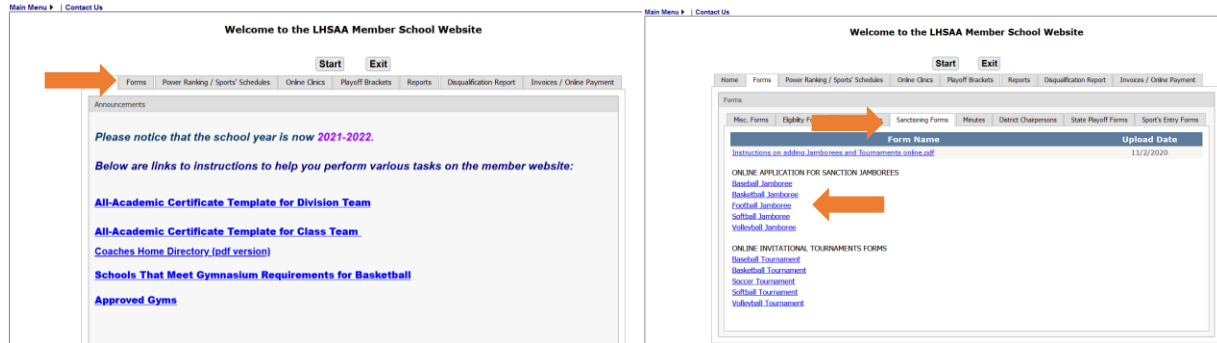 Main Menu | Contact Us
Welcome to the LHSAA Member School Website
Start Exit
Forms Power Ranking / Sports' Schedules Online Clinics Playoff Brackets Reports Disqualification Report Invoices / Online Payment
Announcements
Please notice that the school year is now 2021-2022.
Below are links to instructions to help you perform various tasks on the member website:
All-Academic Certificate Template for Division Team
All-Academic Certificate Template for Class Team
Coaches Home Directory (pdf version)
Schools That Meet Gymnasium Requirements for Basketball
Approved Gyms
Main Menu | Contact Us
Welcome to the LHSAA Member School Website
Start Exit
Home Forms Power Ranking / Sports' Schedules Online Clinics Playoff Brackets Reports Disqualification Report Invoices / Online Payment
Forms
Misc. Forms Eligibility Sanctioning Forms Minutes District Chairpersons State Playoff Forms Sport's Entry Forms
Form Name Upload Date
Instructions on adding Jamborees and Tournaments online.pdf 11/2/2020
ONLINE APPLICATION FOR SANCTION JAMBOREES
Baseball Jamboree
Basketball Jamboree
Football Jamboree
Softball Jamboree
Volleyball Jamboree
ONLINE INVITATIONAL TOURNAMENTS FORMS
Baseball Tournament
Basketball Tournament
Soccer Tournament
Softball Tournament
Volleyball Tournament